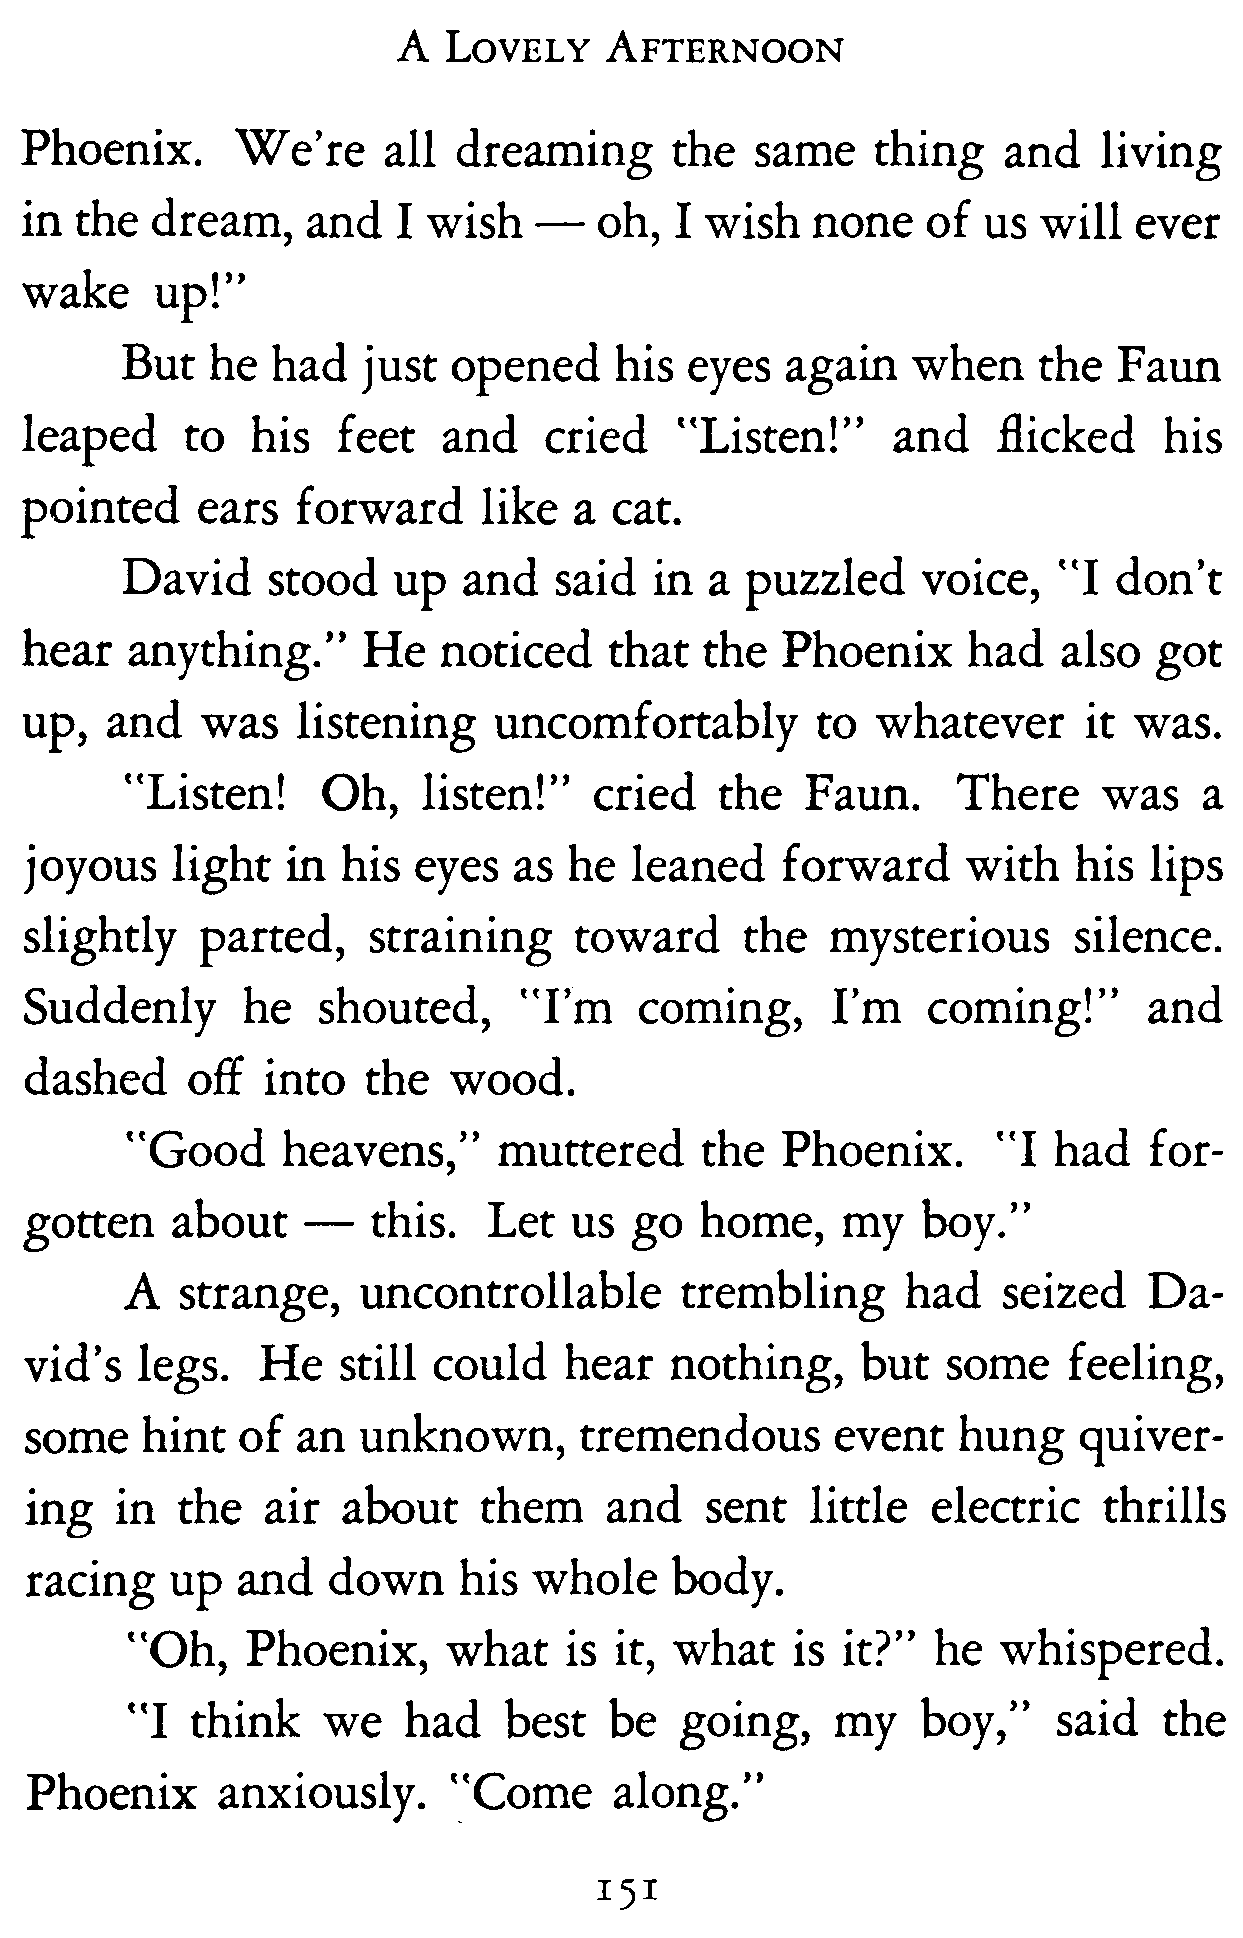 A LOVELY AFTERNOON
Phoenix. We're all dreaming the same thing and living
in the dream, and I wish — oh, I wish none of us will ever
wake up!"
But he had just opened his eyes again when the Faun
leaped to his feet and cried "Listen!" and flicked his
pointed ears forward like a cat.
David stood up and said in a puzzled voice, "I don't
hear anything." He noticed that the Phoenix had also got
up, and was listening uncomfortably to whatever it was.
"Listen! Oh, listen!" cried the Faun. There was a
joyous light in his eyes as he leaned forward with his lips
slightly parted, straining toward the mysterious silence.
Suddenly he shouted, "I'm coming, I'm coming!" and
dashed off into the wood.
"Good heavens," muttered the Phoenix. "I had for-
gotten about — this. Let us go home, my boy."
A strange, uncontrollable trembling had seized Da-
vid's legs. He still could hear nothing, but some feeling,
some hint of an unknown, tremendous event hung quiver-
ing in the air about them and sent little electric thrills
racing up and down his whole body.
"Oh, Phoenix, what is it, what is it?" he whispered.
"I think we had best be going, my boy," said the
Phoenix anxiously. "Come along."
151